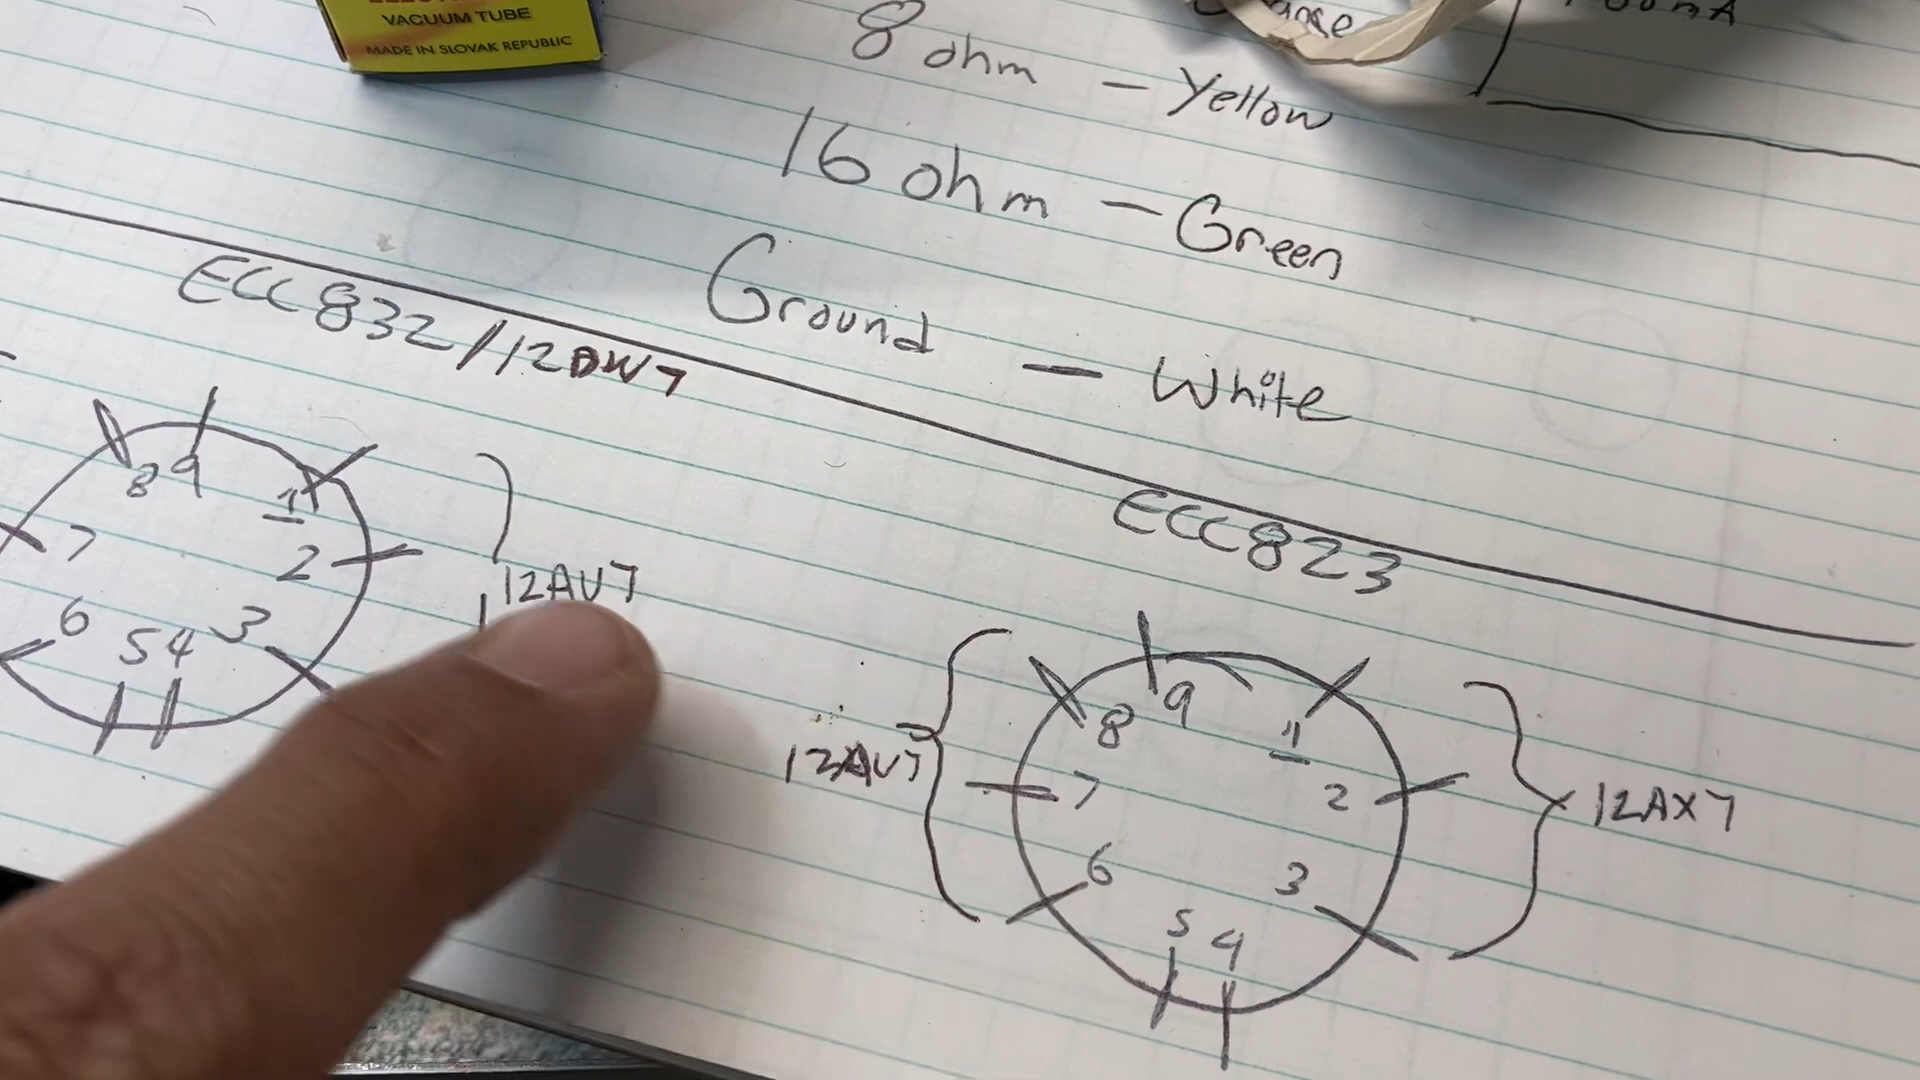 VACUUM TUBE
MADE IN SLOVAK REPUBLIC
8 ohm - Yellow
16 ohm - Green
Ground - White
ECC832/12DW7
8 9 1
7 2
6 5 4 3
12AU7
ECC823
12AU7
8 9 1
7 2
6 3
5 4
12AX7